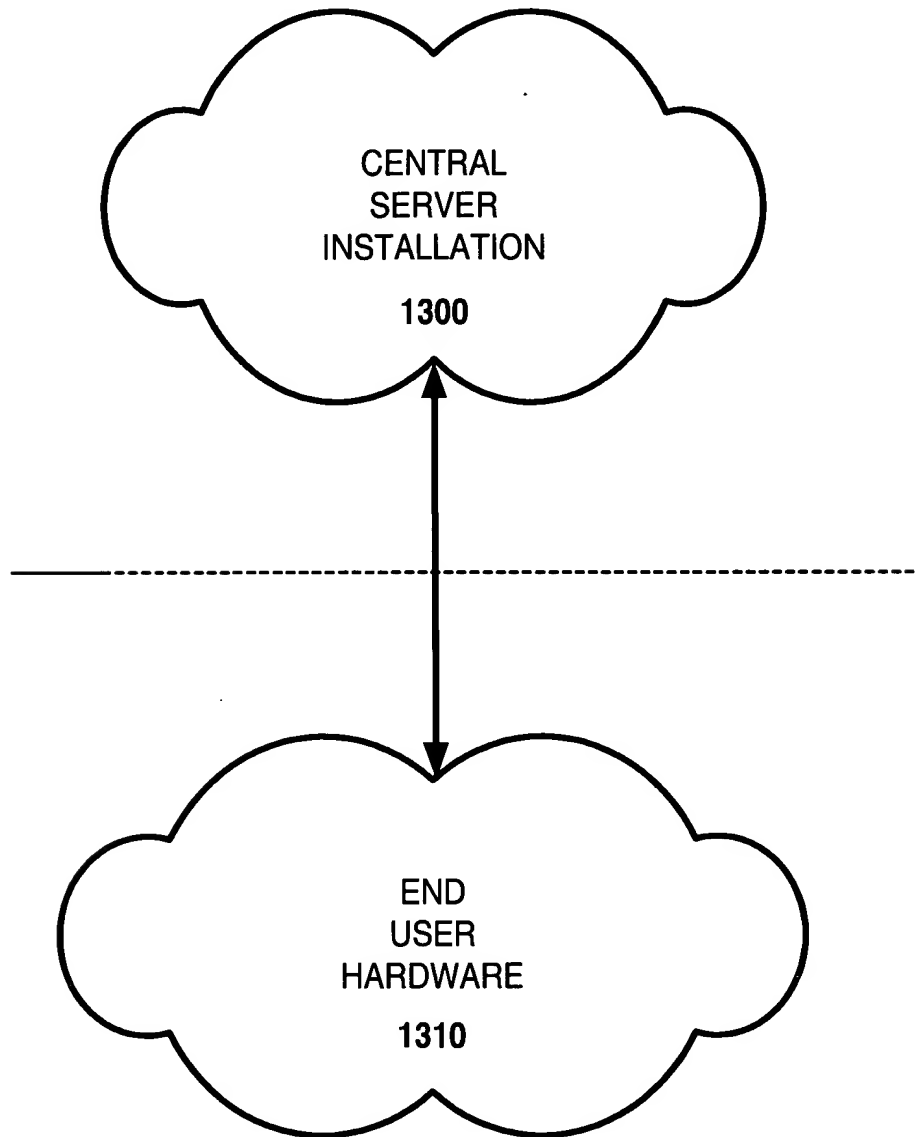 CENTRAL
SERVER
INSTALLATION
1300
END
USER
HARDWARE
1310